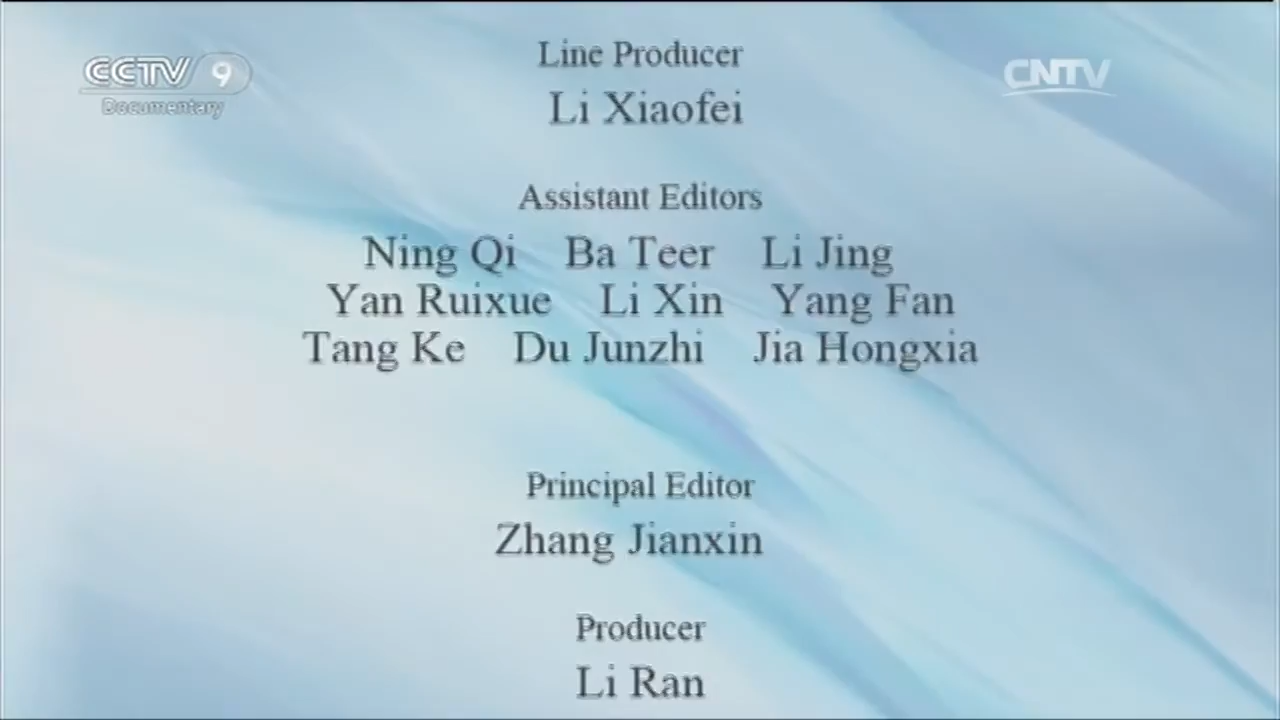 CCTV 9
Documentary
CNTV
Line Producer
Li Xiaofei
Assistant Editors
Ning Qi Ba Teer Li Jing
Yan Ruixue Li Xin Yang Fan
Tang Ke Du Junzhi Jia Hongxia
Principal Editor
Zhang Jianxin
Producer
Li Ran